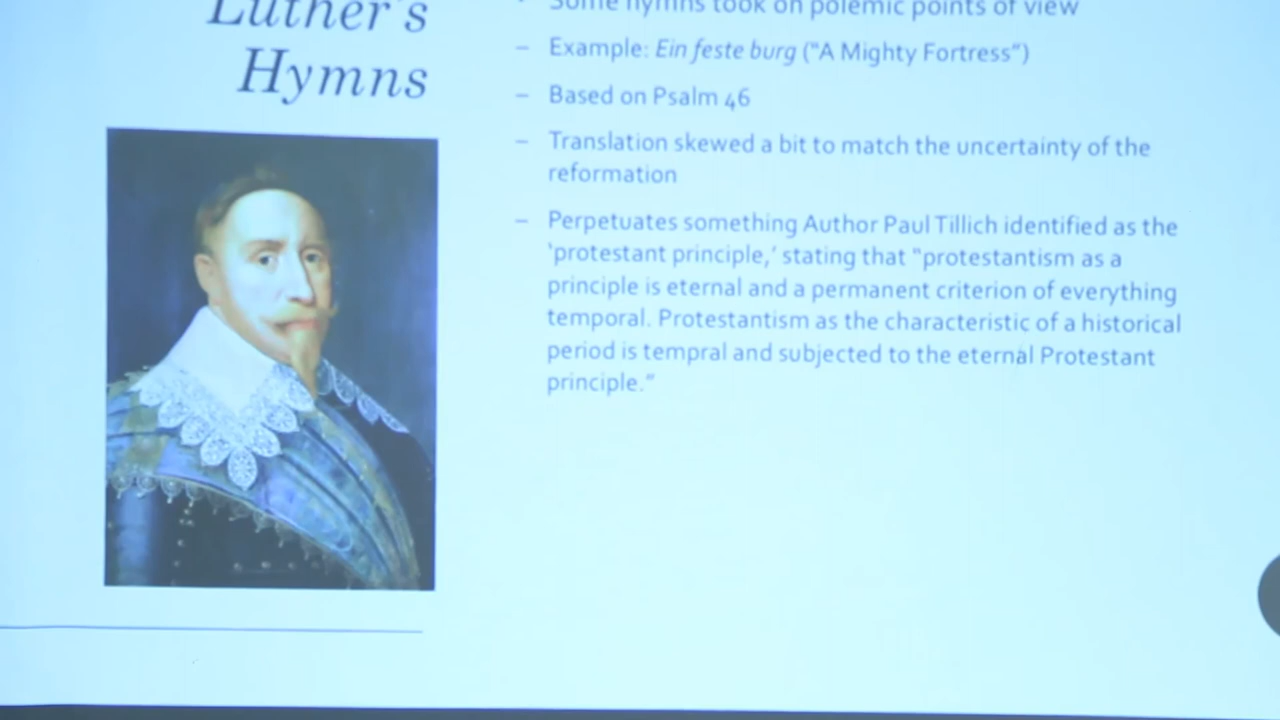 Luther's
Hymns
Some hymns took on polemic points of view
– Example: Ein feste burg ("A Mighty Fortress")
– Based on Psalm 46
– Translation skewed a bit to match the uncertainty of the
reformation
– Perpetuates something Author Paul Tillich identified as the
'protestant principle,' stating that "protestantism as a
principle is eternal and a permanent criterion of everything
temporal. Protestantism as the characteristic of a historical
period is tempral and subjected to the eternal Protestant
principle."